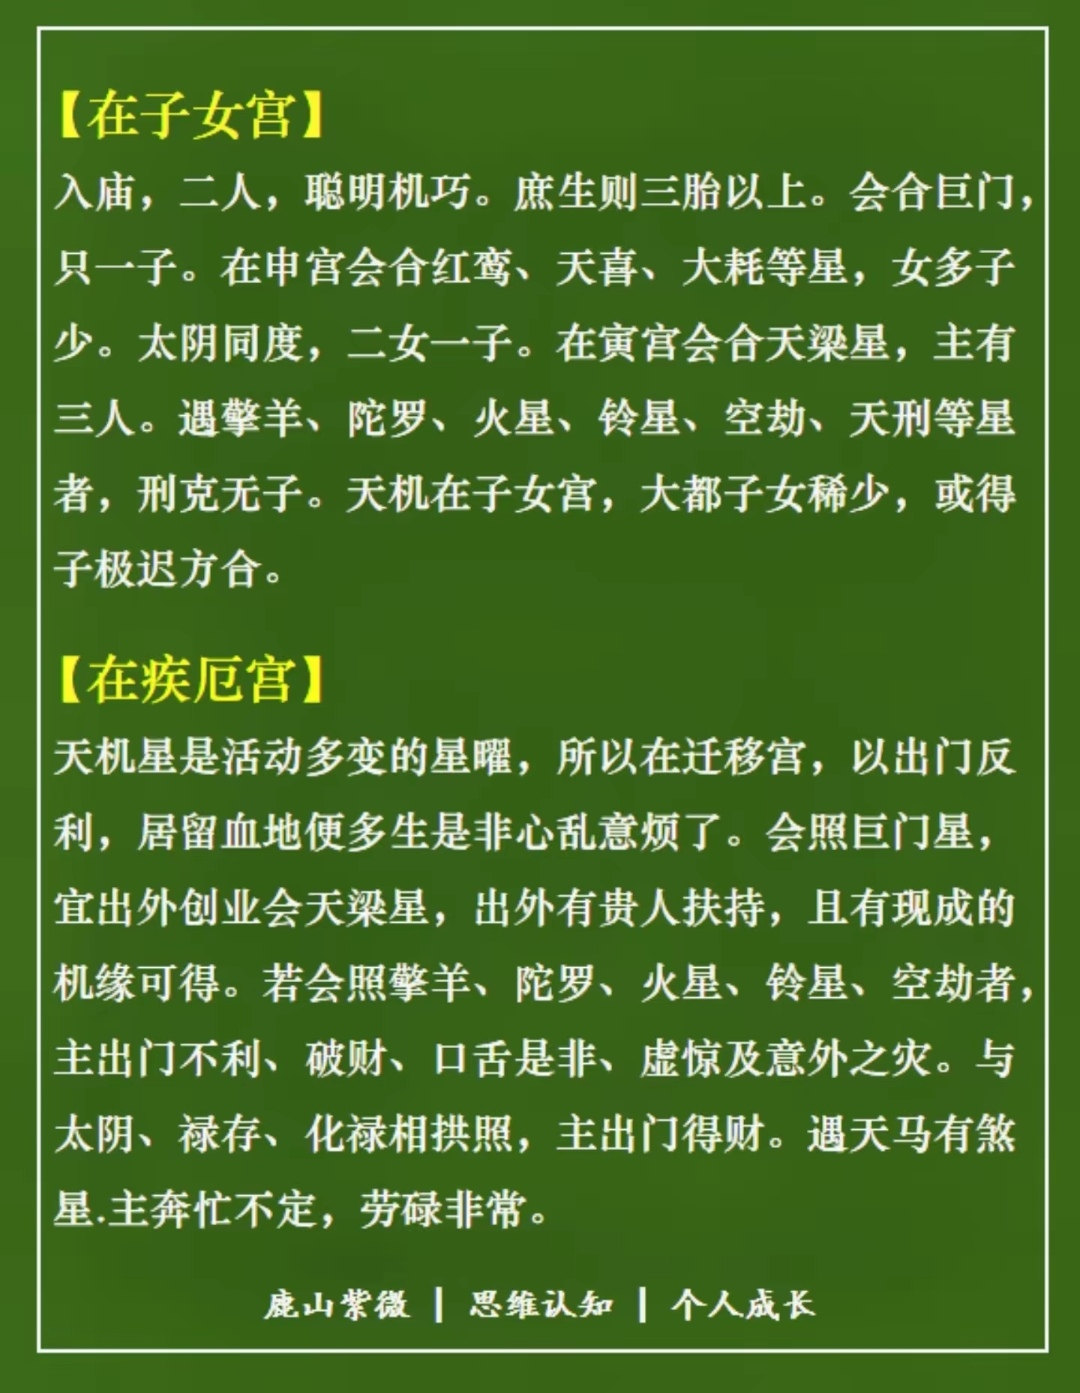 【在子女宫】
入庙，二人，聪明机巧。庶生则三胎以上。会合巨门，
只一子。在申宫会合红鸾、天喜、大耗等星，女多子
少。太阴同度，二女一子。在寅宫会合天梁星，主有
三人。遇擎羊、陀罗、火星、铃星、空劫、天刑等星
者，刑克无子。天机在子女宫，大都子女稀少，或得
子极迟方合。
【在疾厄宫】
天机星是活动多变的星曜，所以在迁移宫，以出门反
利，居留血地便多生是非心乱意烦了。会照巨门星，
宜出外创业会天梁星，出外有贵人扶持，且有现成的
机缘可得。若会照擎羊、陀罗、火星、铃星、空劫者，
主出门不利、破财、口舌是非、虚惊及意外之灾。与
太阴、禄存、化禄相拱照，主出门得财。遇天马有煞
星.主奔忙不定，劳碌非常。
鹿山紫微 | 思维认知 | 个人成长